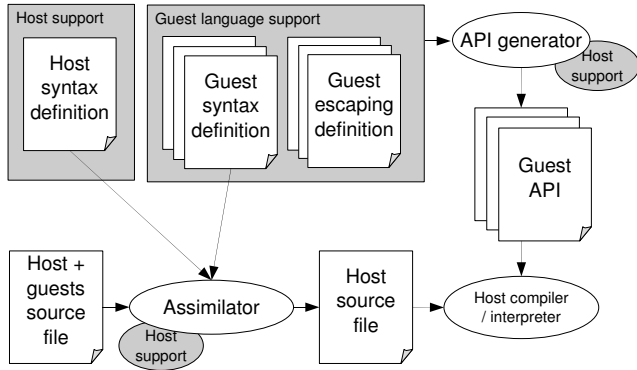 Host support
Guest language support
Host
syntax
definition
Guest
syntax
definition
Guest
escaping
definition
API generator
Host
support
Guest
API
Host +
guests
source
file
Assimilator
Host
support
Host
source
file
Host compiler
/ interpreter